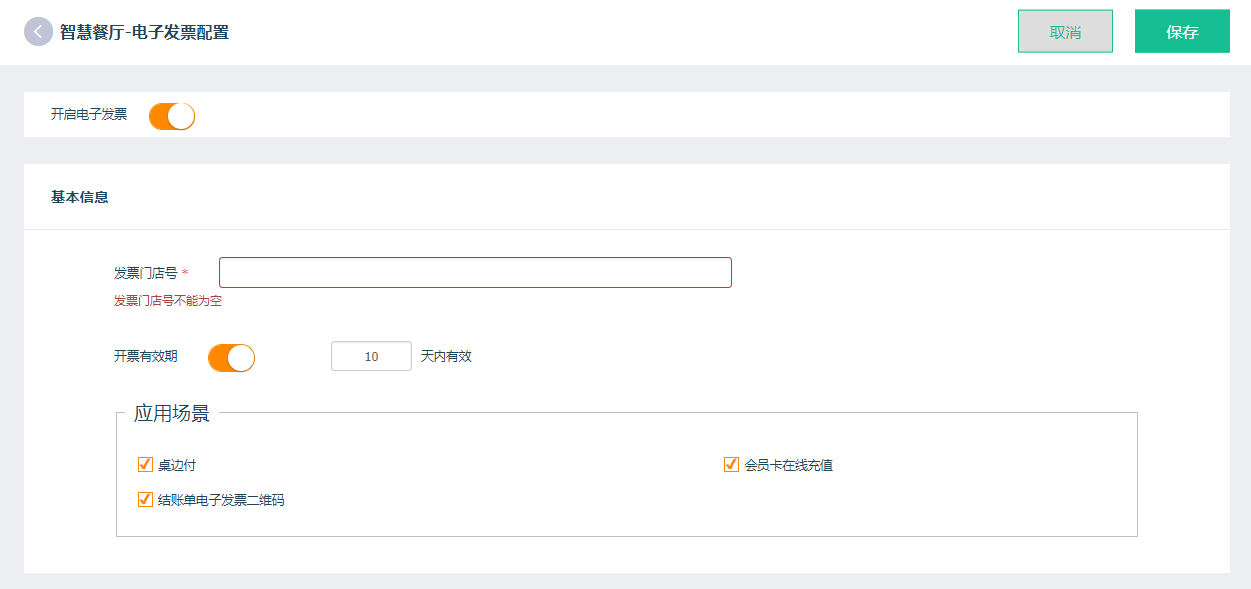 智慧餐厅-电子发票配置
取消
保存
开启电子发票
基本信息
发票门店号 *
发票门店号不能为空
开票有效期
10 天内有效
应用场景
桌边付
会员卡在线充值
结账单电子发票二维码